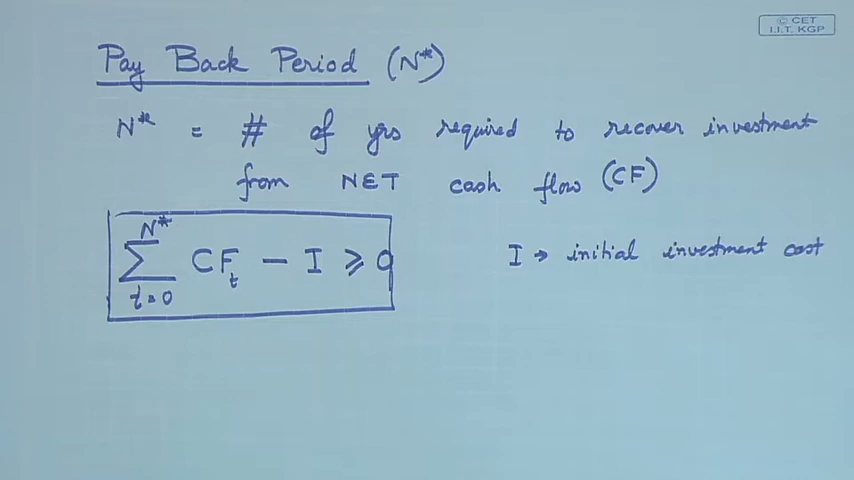 © CET
I.I.T. KGP
Pay Back Period (N*)
N* = # of yrs required to recover investment
from NET cash flow (CF)
N*
∑ CFₜ - I ≥ 0
t=0
I → initial investment cost